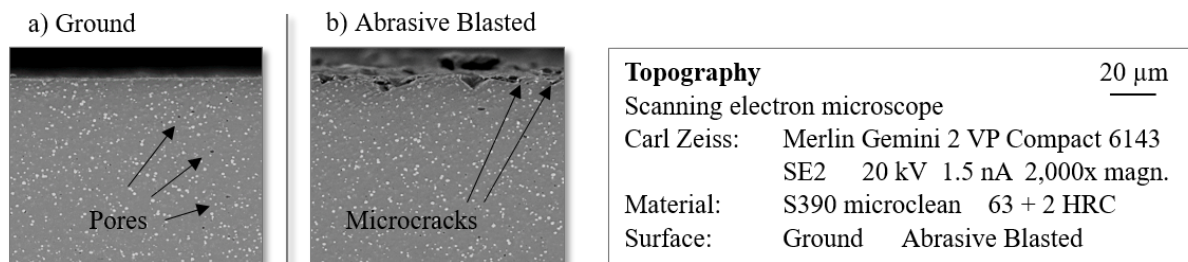 a) Ground
Pores
b) Abrasive Blasted
Microcracks
Topography 20 µm
Scanning electron microscope
Carl Zeiss: Merlin Gemini 2 VP Compact 6143
SE2 20 kV 1.5 nA 2,000x magn.
Material: S390 microclean 63 + 2 HRC
Surface: Ground Abrasive Blasted